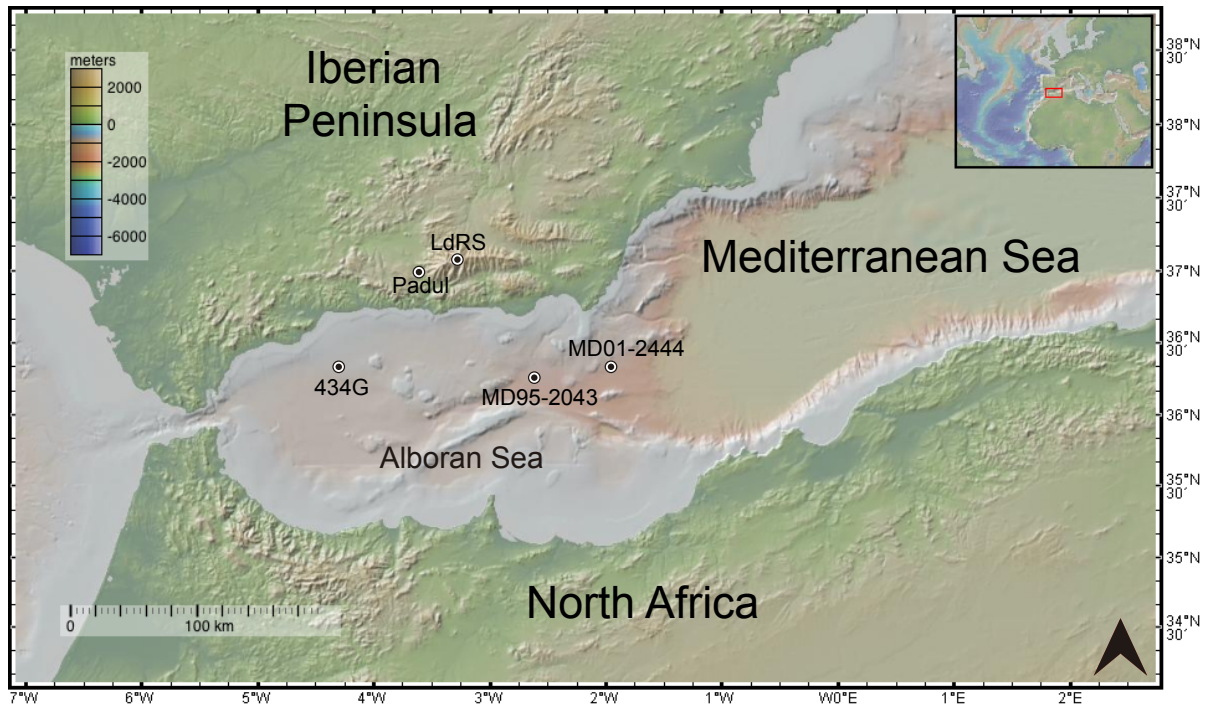 meters
2000
0
-2000
-4000
-6000
Iberian
Peninsula
LdRS
Padul
Mediterranean Sea
MD01-2444
434G
MD95-2043
Alboran Sea
North Africa
0
100 km
38°N
30´
38°N
37°N
30´
37°N
36°N
30´
36°N
35°N
30´
35°N
34°N
30´
7°W
6°W
5°W
4°W
3°W
2°W
1°W
W0°E
1°E
2°E